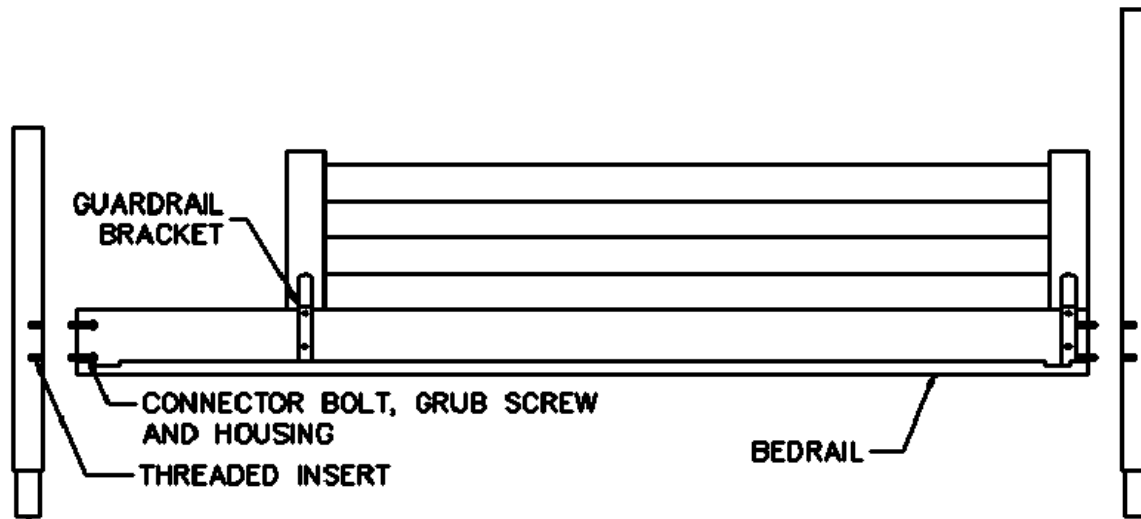 GUARDRAIL
BRACKET
CONNECTOR BOLT, GRUB SCREW
AND HOUSING
THREADED INSERT
BEDRAIL